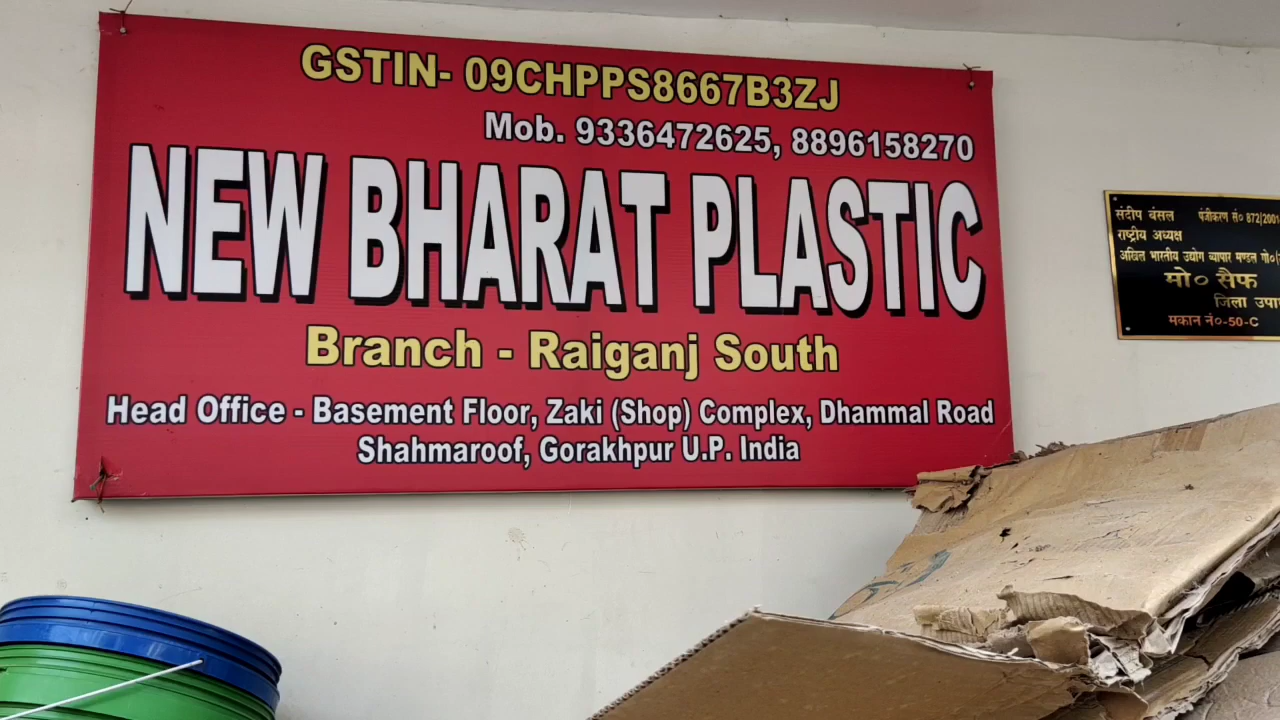 GSTIN- 09CHPPS8667B3ZJ
Mob. 9336472625, 8896158270
NEW BHARAT PLASTIC
Branch - Raiganj South
Head Office - Basement Floor, Zaki (Shop) Complex, Dhammal Road
Shahmaroof, Gorakhpur U.P. India
संदीप बंसल पंजीकरण सं० 872/2001
राष्ट्रीय अध्यक्ष
अखिल भारतीय उद्योग व्यापार मण्डल
मो० सैफ
जिला
मकान नं०-50-C